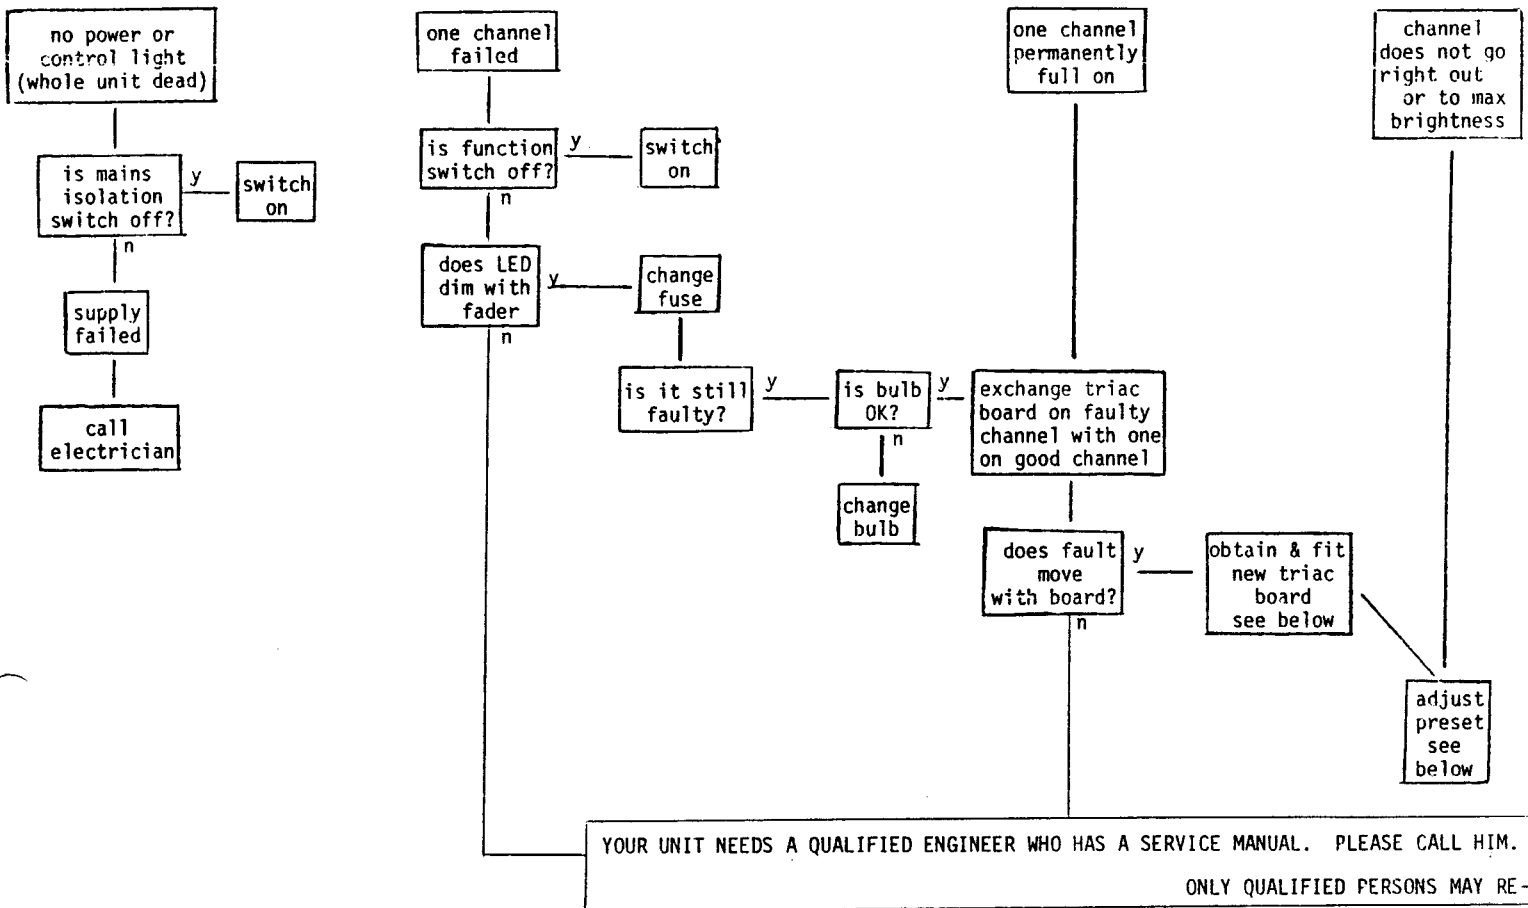 no power or
control light
(whole unit dead)
is mains
isolation
switch off?
y
switch
on
n
supply
failed
call
electrician
one channel
failed
is function
switch off?
y
switch
on
n
does LED
dim with
fader
y
change
fuse
n
is it still
faulty?
y
is bulb
OK?
y
n
change
bulb
one channel
permanently
full on
exchange triac
board on faulty
channel with one
on good channel
does fault
move
with board?
y
n
obtain & fit
new triac
board
see below
channel
does not go
right out
or to max
brightness
adjust
preset
see
below
YOUR UNIT NEEDS A QUALIFIED ENGINEER WHO HAS A SERVICE MANUAL. PLEASE CALL HIM.
ONLY QUALIFIED PERSONS MAY RE-